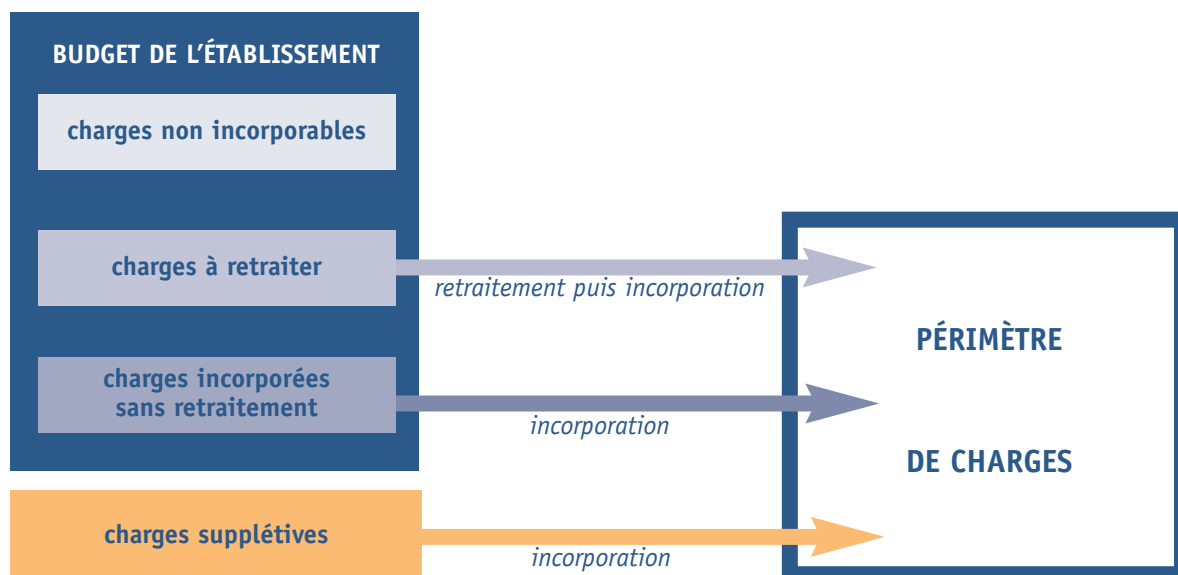 BUDGET DE L’ÉTABLISSEMENT
charges non incorporables
charges à retraiter
retraitement puis incorporation
charges incorporées
sans retraitement
incorporation
PÉRIMÈTRE
DE CHARGES
charges supplétives
incorporation